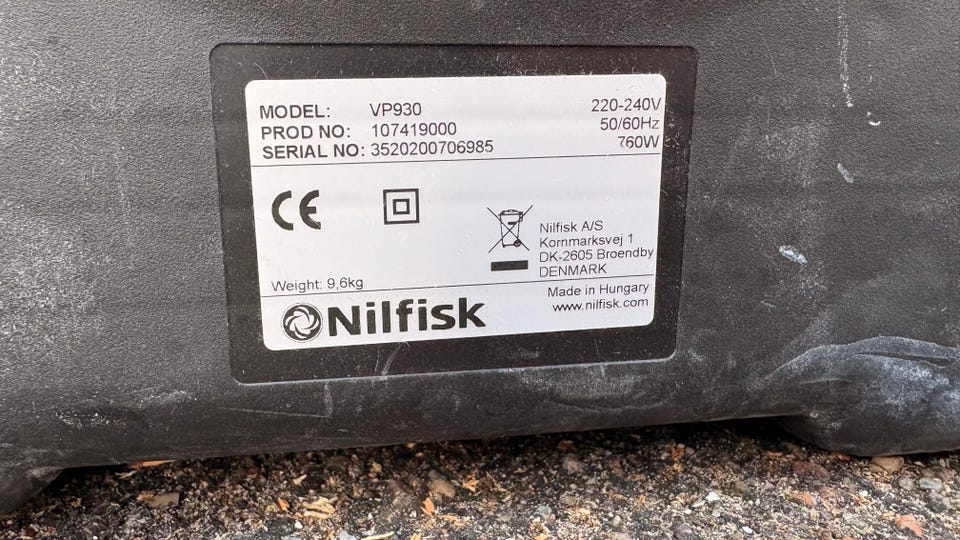 MODEL: VP930 220-240V
PROD NO: 107419000 50/60Hz
SERIAL NO: 3520200706985 760W
CE
Nilfisk A/S
Kornmarksvej 1
DK-2605 Broendby
DENMARK
Weight: 9,6kg
Made in Hungary
www.nilfisk.com
Nilfisk